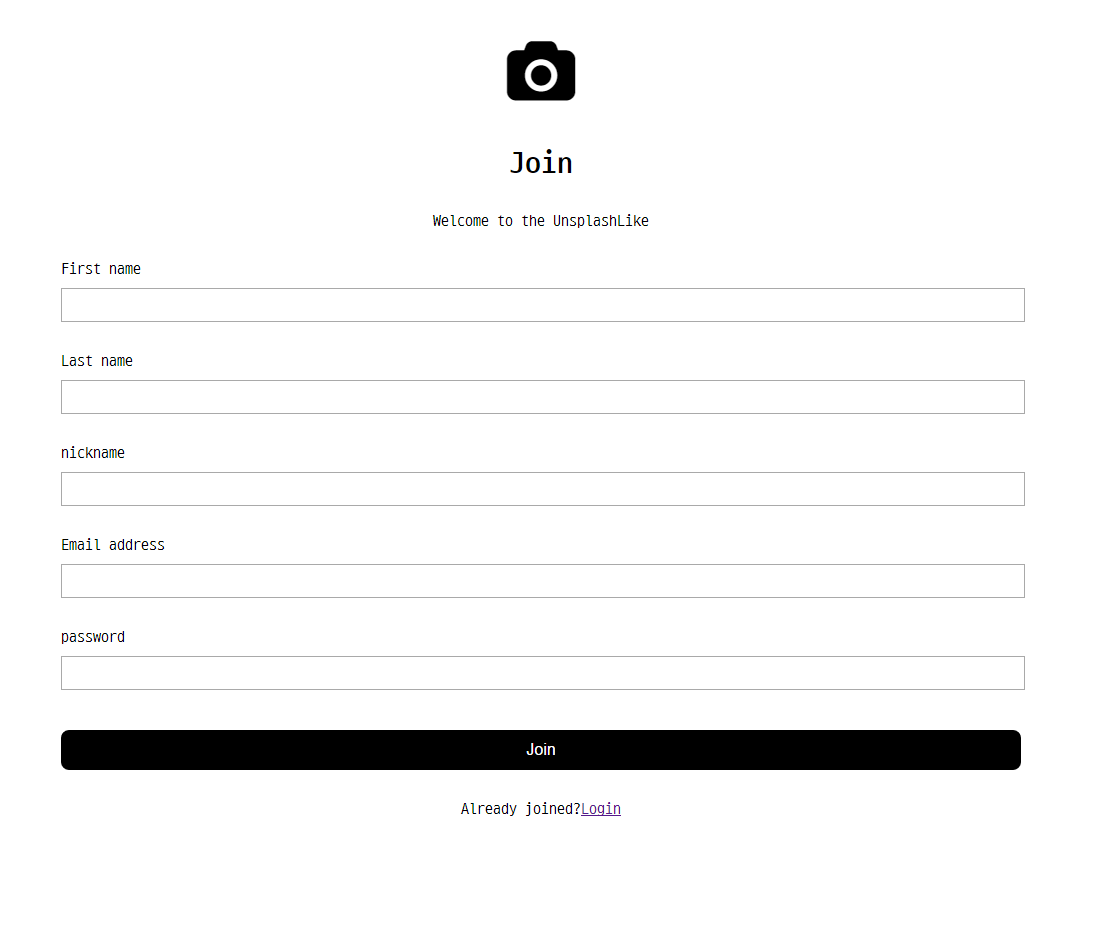 Join
Welcome to the UnsplashLike
First name
Last name
nickname
Email address
password
Join
Already joined?Login